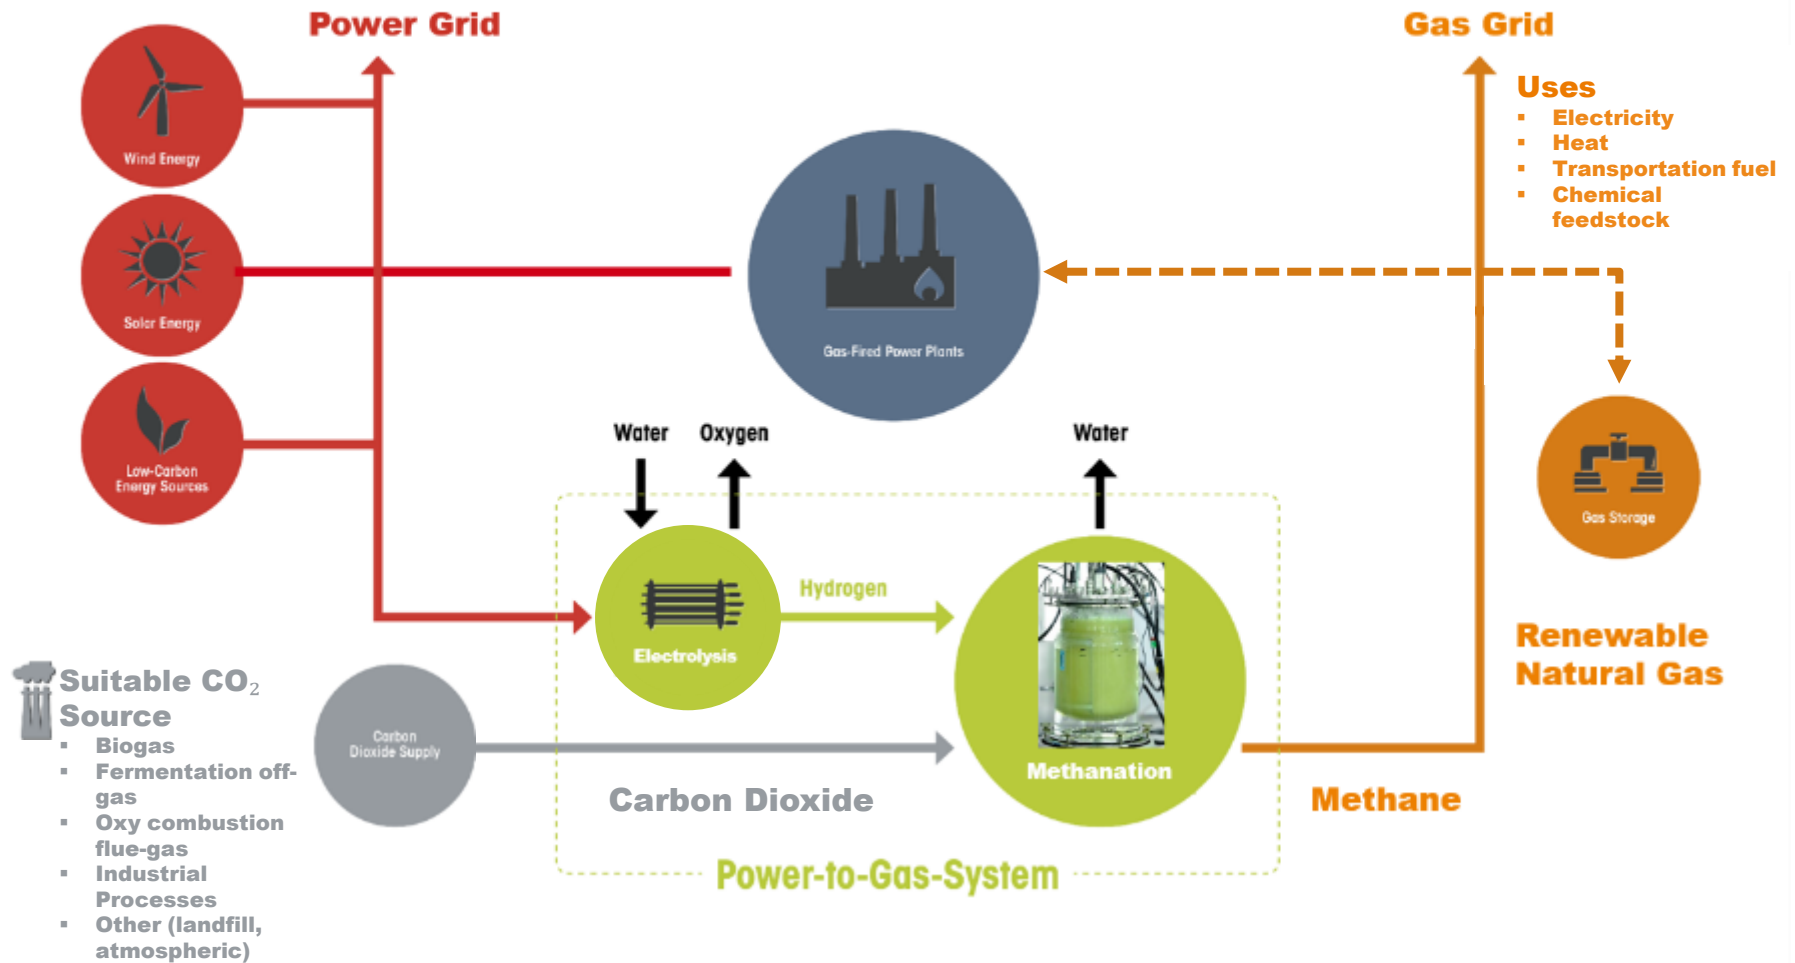 Power Grid
Gas Grid
Uses
▪ Electricity
▪ Heat
▪ Transportation fuel
▪ Chemical
feedstock
Wind Energy
Solar Energy
Low-Carbon
Energy Sources
Gas-Fired Power Plants
Water
Oxygen
Water
Gas Storage
Hydrogen
Electrolysis
Renewable
Natural Gas
Suitable CO₂
Source
▪ Biogas
▪ Fermentation off-
gas
▪ Oxy combustion
flue-gas
▪ Industrial
Processes
▪ Other (landfill,
atmospheric)
Carbon
Dioxide Supply
Carbon Dioxide
Methanation
Methane
Power-to-Gas-System